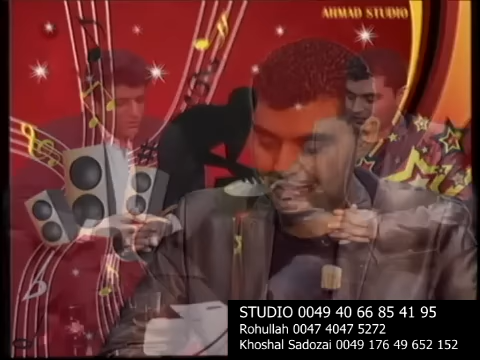 AHMAD STUDIO
STUDIO 0049 40 66 85 41 95
Rohullah 0047 4047 5272
Khoshal Sadozai 0049 176 49 652 152